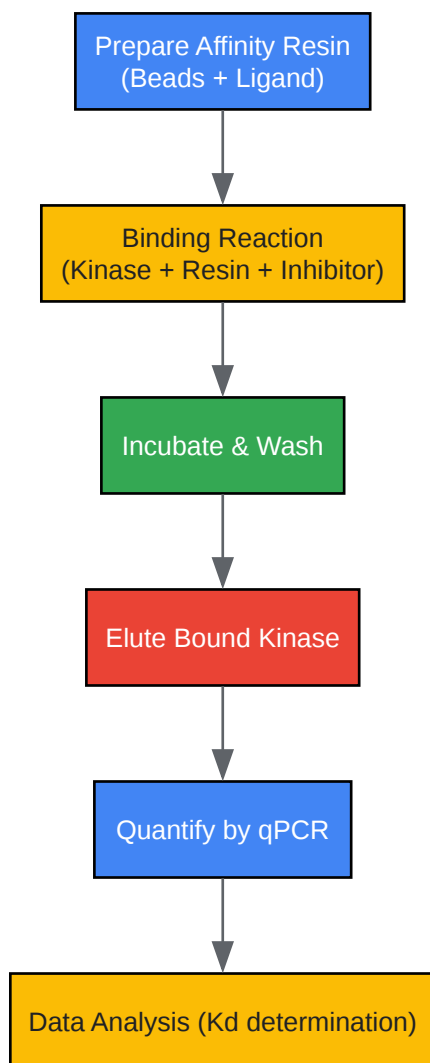 Prepare Affinity Resin
(Beads + Ligand)
Binding Reaction
(Kinase + Resin + Inhibitor)
Incubate & Wash
Elute Bound Kinase
Quantify by qPCR
Data Analysis (Kd determination)